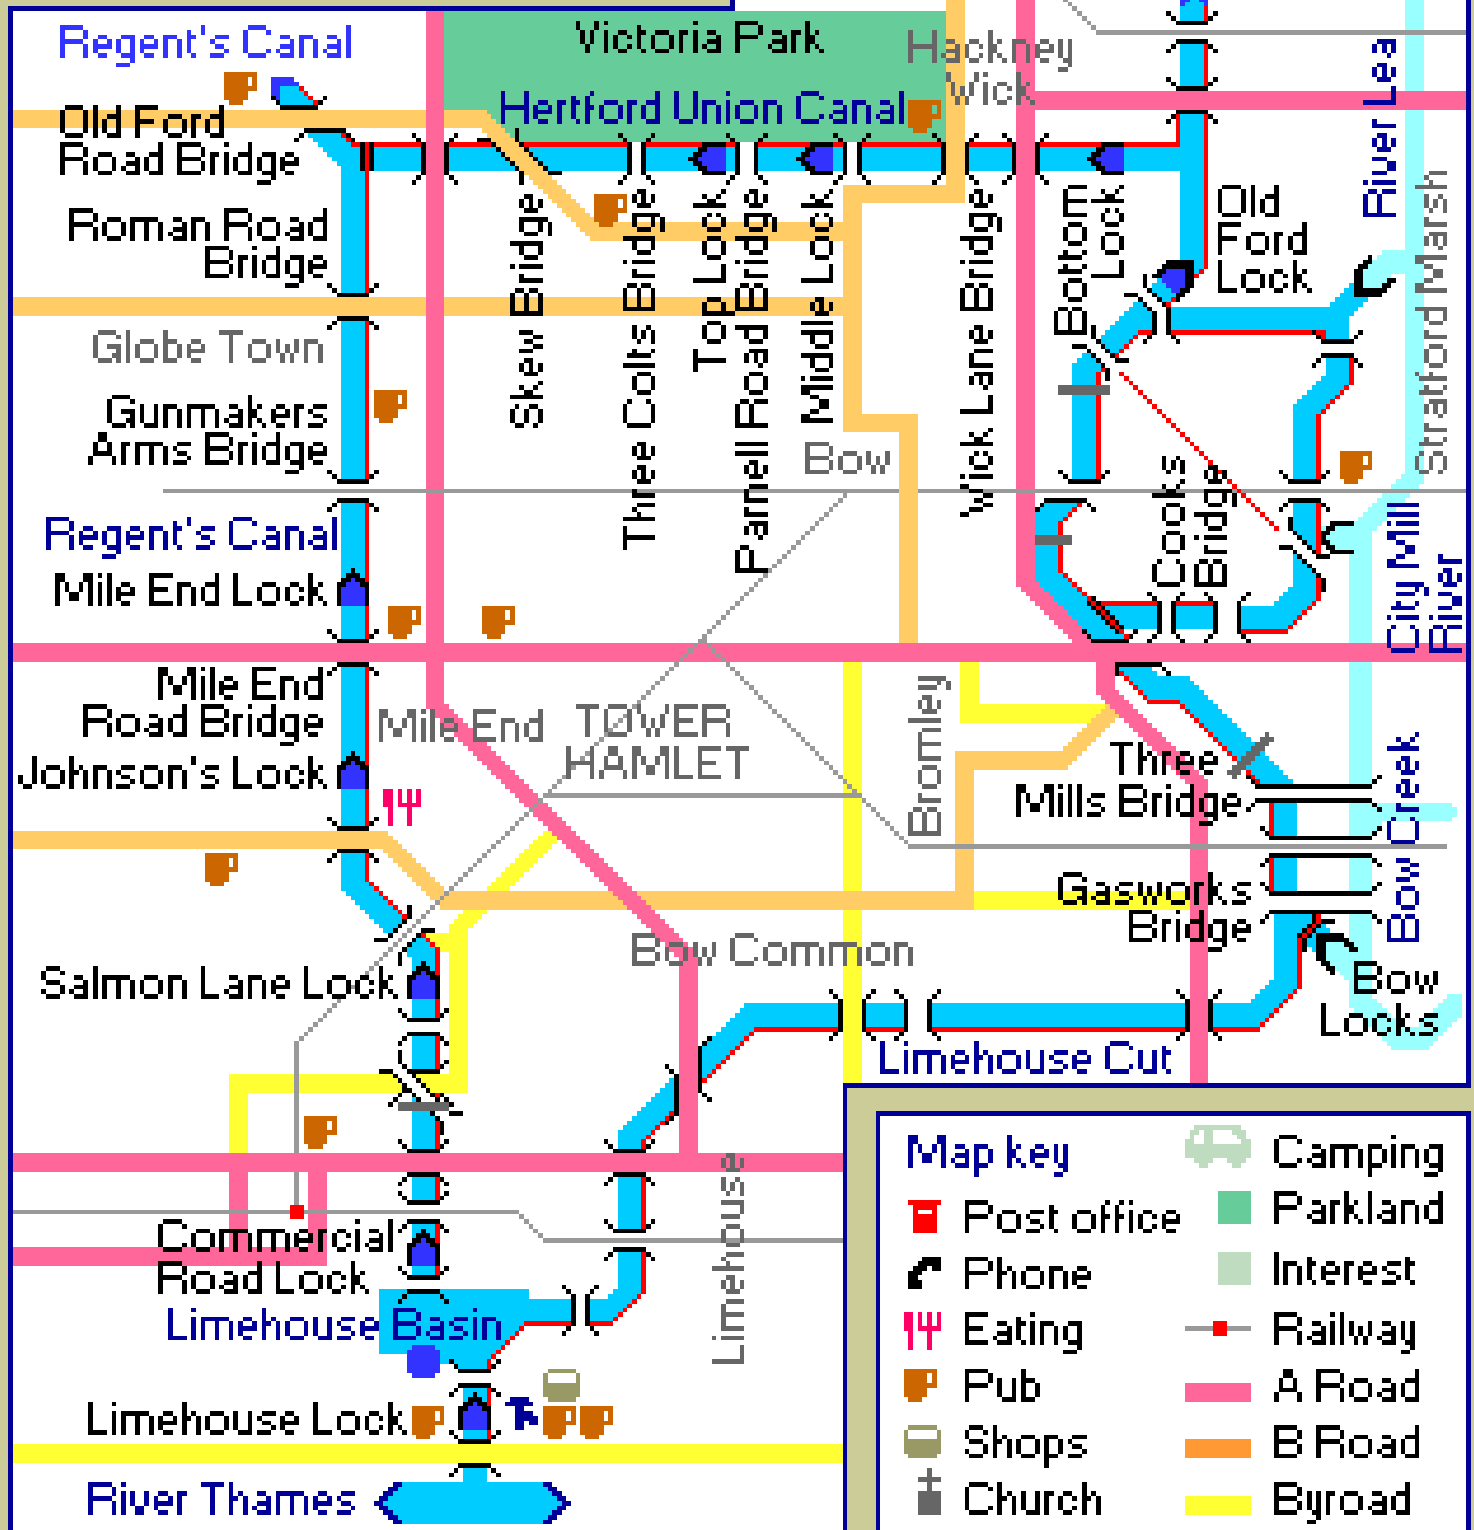 Regent's Canal
Victoria Park
Hackney
Wick
Hertford Union Canal
River Lea
Old Ford
Road Bridge
Roman Road
Bridge
Globe Town
Gunmakers
Arms Bridge
Skew Bridge
Three Colts Bridge
Top Lock
Parnell Road Bridge
Middle Lock
Wick Lane Bridge
Bottom
Lock
Old
Ford
Lock
Stratford Marsh
Bow
Cooks
Bridge
City Mill
River
Regent's Canal
Mile End Lock
Mile End
Road Bridge
Mile End
TOWER
HAMLET
Bromley
Johnson's Lock
Three
Mills Bridge
Bow Creek
Gasworks
Bridge
Bow Common
Salmon Lane Lock
Bow
Locks
Limehouse Cut
Limehouse
Commercial
Road Lock
Limehouse Basin
Limehouse Lock
River Thames
Map key
Post office
Phone
Eating
Pub
Shops
Church
Camping
Parkland
Interest
Railway
A Road
B Road
Byroad